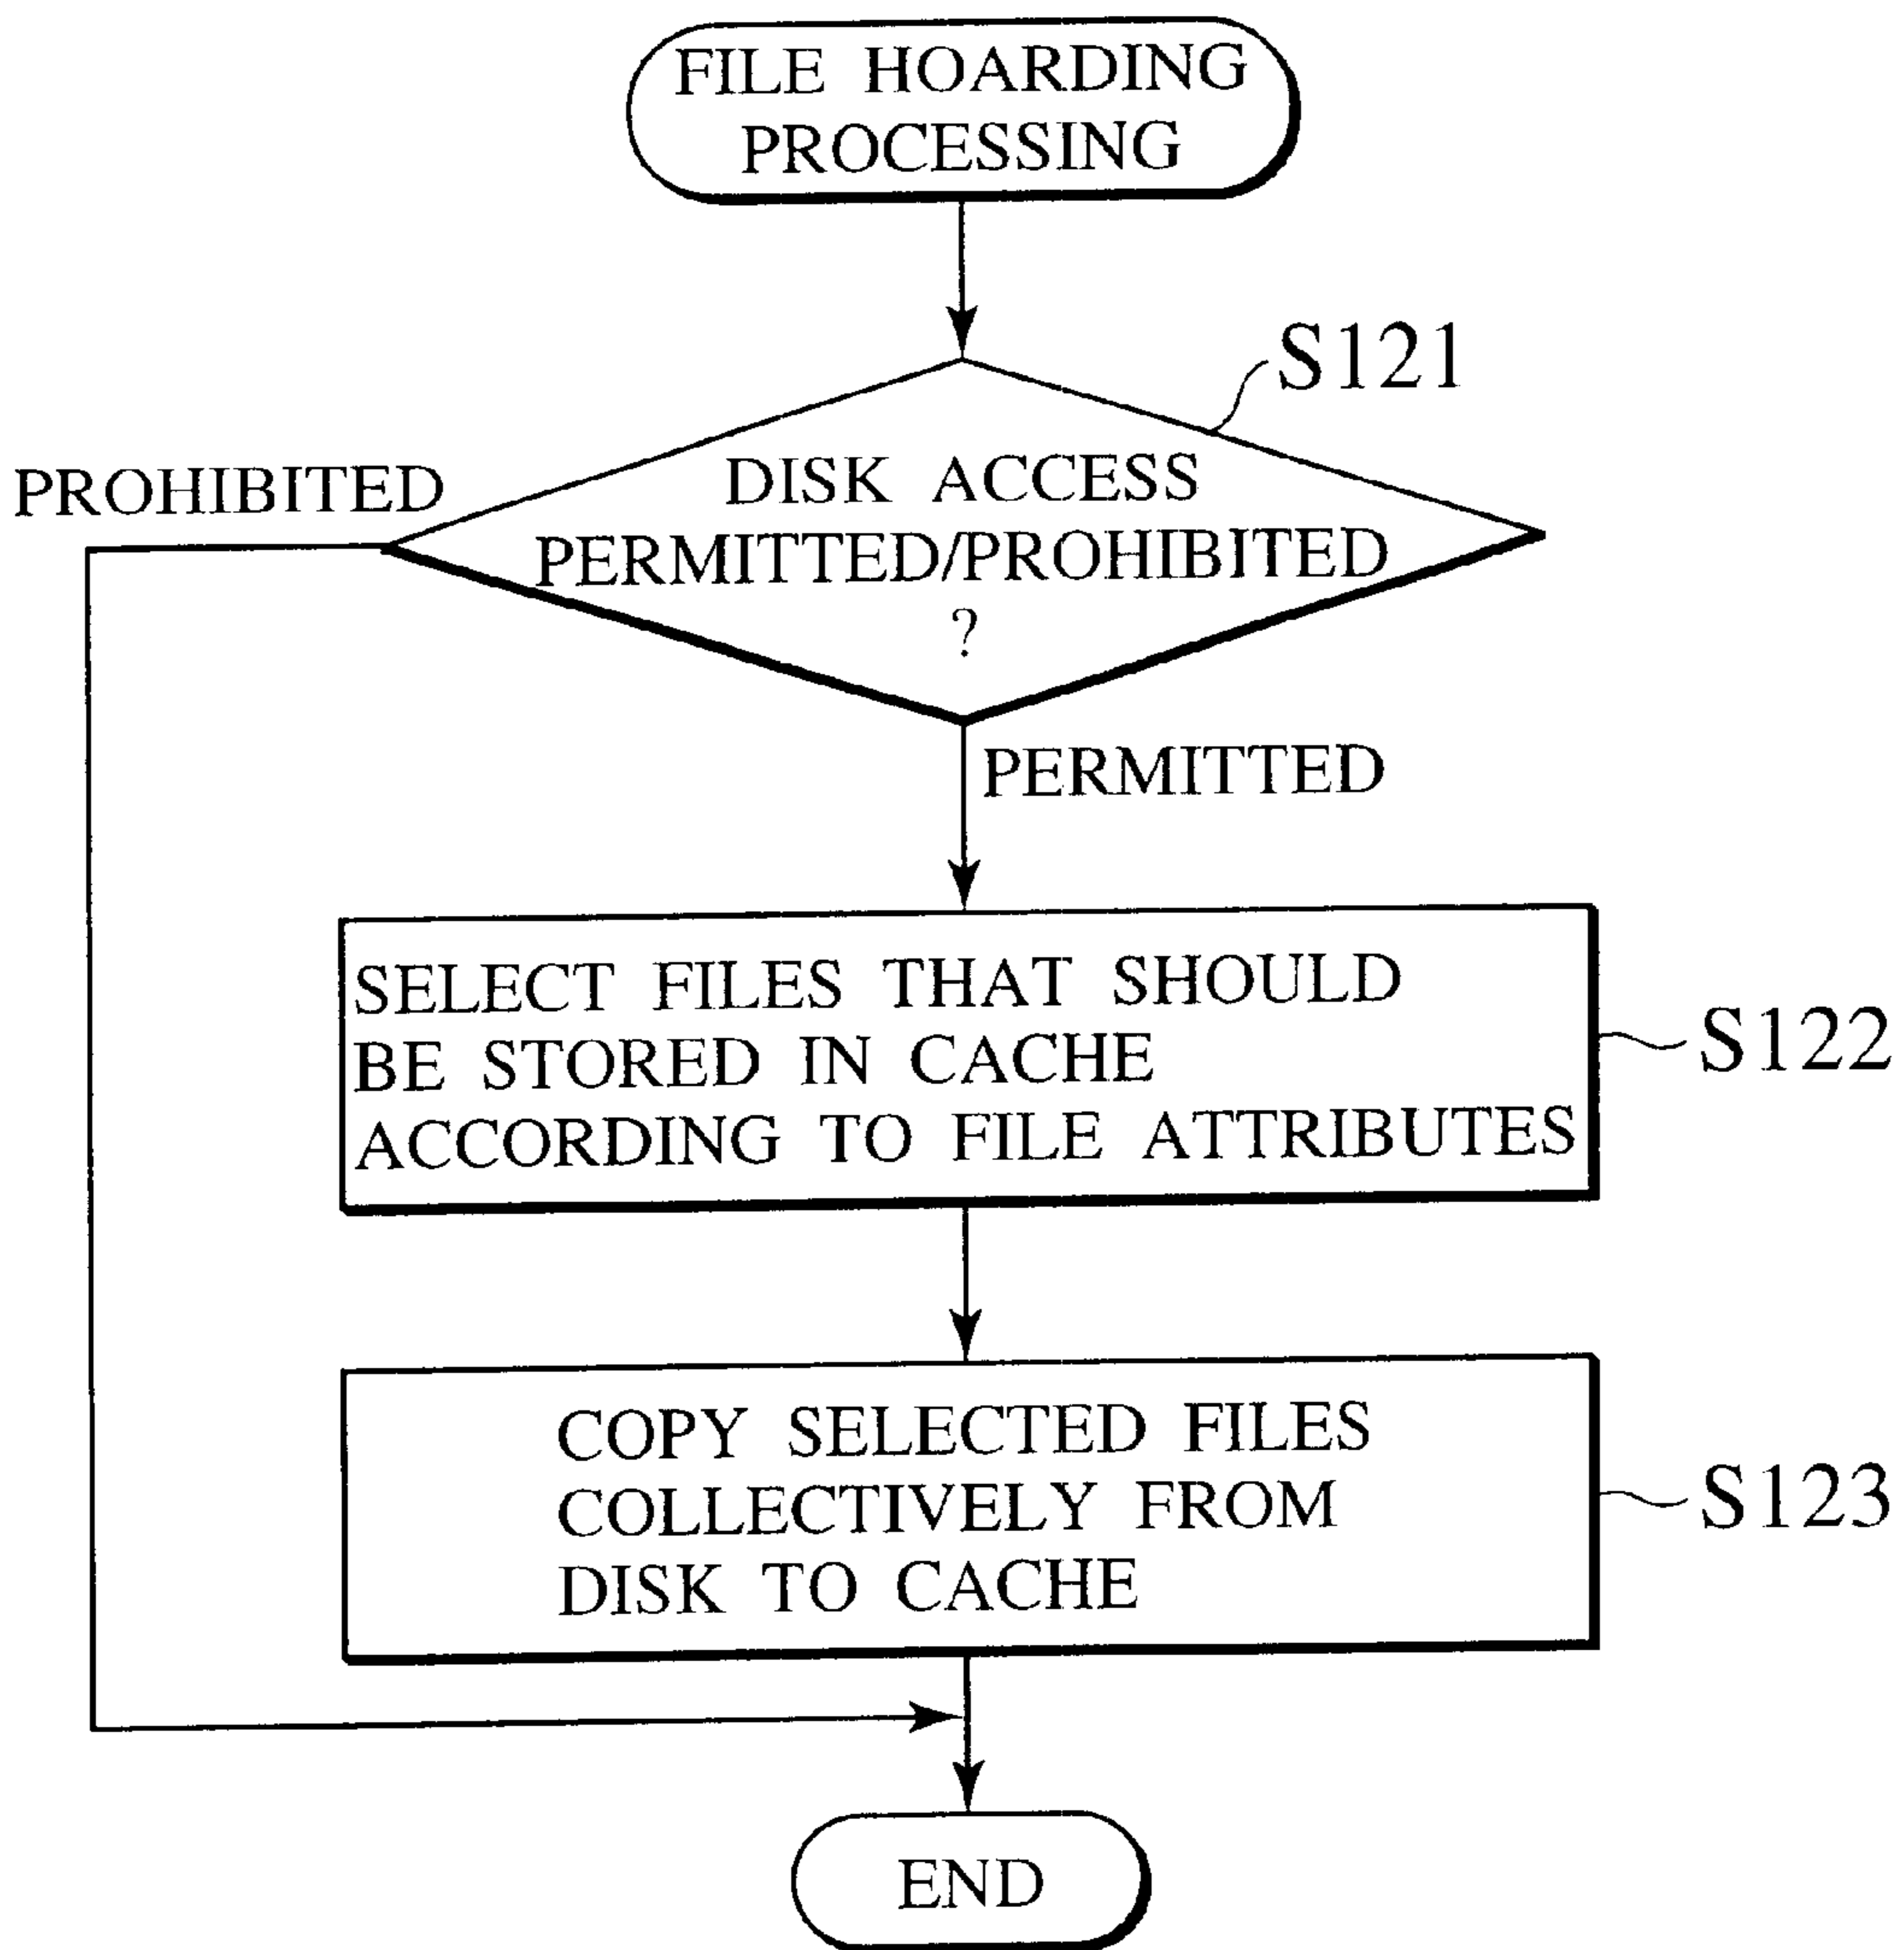 FILE HOARDING
PROCESSING
S121
PROHIBITED
DISK ACCESS
PERMITTED/PROHIBITED
?
PERMITTED
SELECT FILES THAT SHOULD
BE STORED IN CACHE
ACCORDING TO FILE ATTRIBUTES
S122
COPY SELECTED FILES
COLLECTIVELY FROM
DISK TO CACHE
S123
END